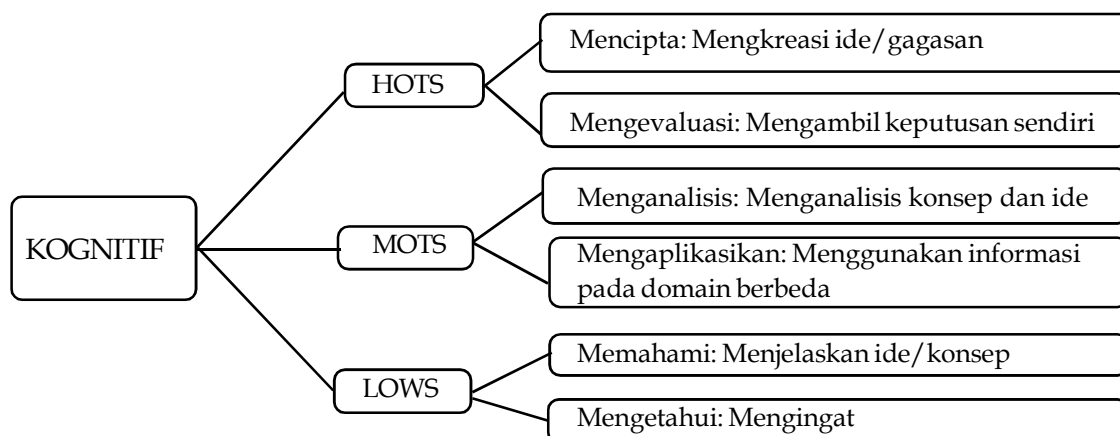 KOGNITIF
HOTS
Mencipta: Mengkreasi ide/gagasan
Mengevaluasi: Mengambil keputusan sendiri
MOTS
Menganalisis: Menganalisis konsep dan ide
Mengaplikasikan: Menggunakan informasi
pada domain berbeda
LOWS
Memahami: Menjelaskan ide/konsep
Mengetahui: Mengingat